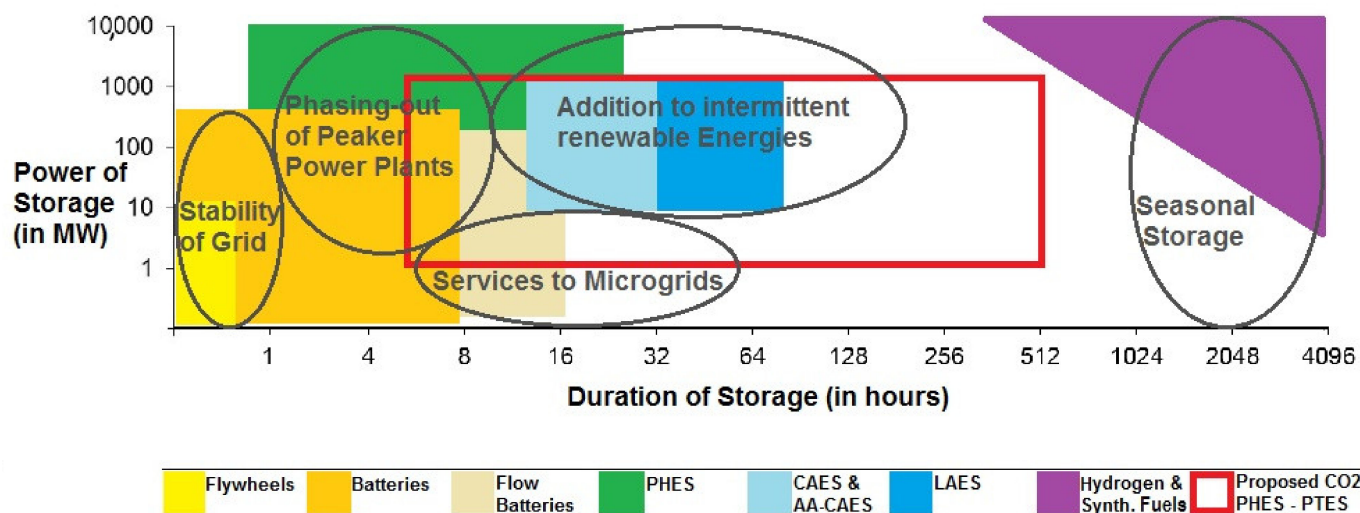 10000
1000
100
10
1
Power of
Storage
(in MW)
Phasing-out
of Peaker
Power Plants
Addition to intermittent
renewable Energies
Stability
of Grid
Services to Microgrids
Seasonal
Storage
1 4 8 16 32 64 128 256 512 1024 2048 4096
Duration of Storage (in hours)
Flywheels
Batteries
Flow
Batteries
PHES
CAES &
AA-CAES
LAES
Hydrogen &
Synth. Fuels
Proposed CO2
PHES - PTES